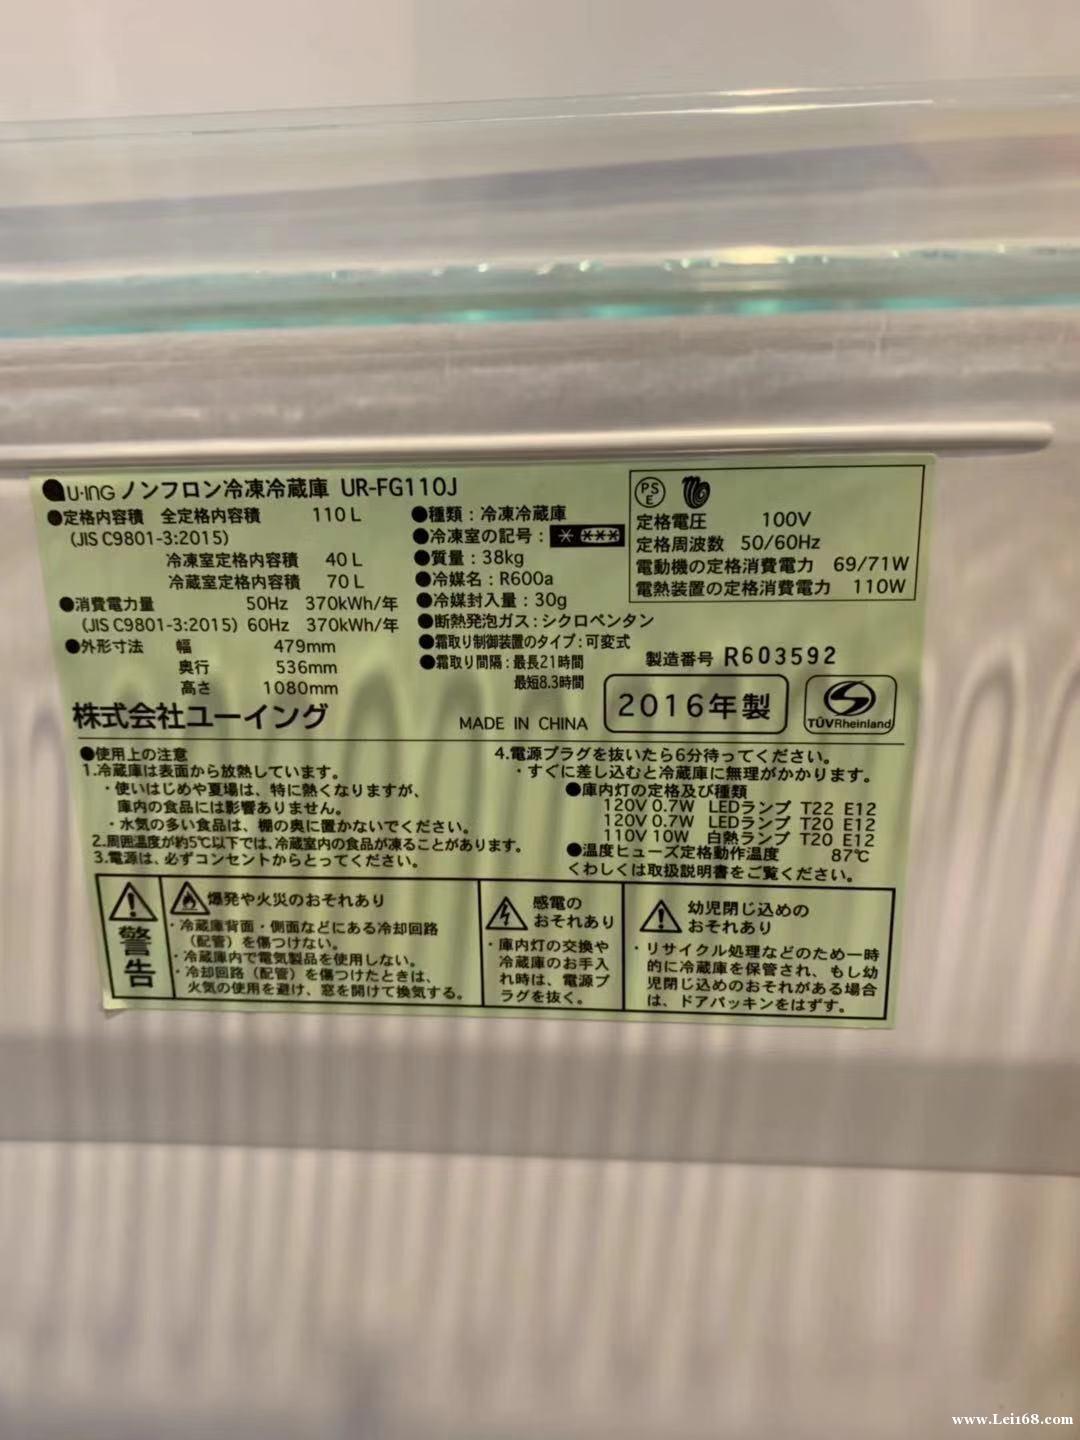 U-ING ノンフロン冷凍冷蔵庫 UR-FG110J
●定格内容積 全定格内容積 110 L
(JIS C9801-3:2015)
冷凍室定格内容積 40 L
冷蔵室定格内容積 70 L
●消費電力量 50Hz 370kWh/年
(JIS C9801-3:2015) 60Hz 370kWh/年
●外形寸法 幅 479mm
奥行 536mm
高さ 1080mm
株式会社ユーイング
●種類：冷凍冷蔵庫
●冷凍室の記号：
●質量：38kg
●冷媒名：R600a
●冷媒封入量：30g
●断熱発泡ガス：シクロペンタン
●霜取り制御装置のタイプ：可変式
●霜取り間隔：最長21時間
最短8.3時間
MADE IN CHINA
PSE
定格電圧 100V
定格周波数 50/60Hz
電動機の定格消費電力 69/71W
電熱装置の定格消費電力 110W
製造番号 R603592
2016年製
TÜVRheinland
●使用上の注意
1.冷蔵庫は表面から放熱しています。
・使いはじめや夏場は、特に熱くなりますが、
庫内の食品には影響ありません。
・水気の多い食品は、棚の奥に置かないでください。
2.周囲温度が約5℃以下では、冷蔵室内の食品が凍ることがあります。
3.電源は、必ずコンセントからとってください。
4.電源プラグを抜いたら6分待ってください。
・すぐに差し込むと冷蔵庫に無理がかかります。
●庫内灯の定格及び種類
120V 0.7W LEDランプ T22 E12
120V 0.7W LEDランプ T20 E12
110V 10W 白熱ランプ T20 E12
●温度ヒューズ定格動作温度 87℃
くわしくは取扱説明書をご覧ください。
警告
爆発や火災のおそれあり
・冷蔵庫背面・側面などにある冷却回路
（配管）を傷つけない。
・冷蔵庫内で電気製品を使用しない。
・冷却回路（配管）を傷つけたときは、
火気の使用を避け、窓を開けて換気する。
感電の
おそれあり
・庫内灯の交換や
冷蔵庫のお手入
れ時は、電源プ
ラグを抜く。
幼児閉じ込めの
おそれあり
・リサイクル処理などのため一時
的に冷蔵庫を保管され、もし幼
児閉じ込めのおそれがある場合
は、ドアパッキンをはずす。
www.Lei168.com